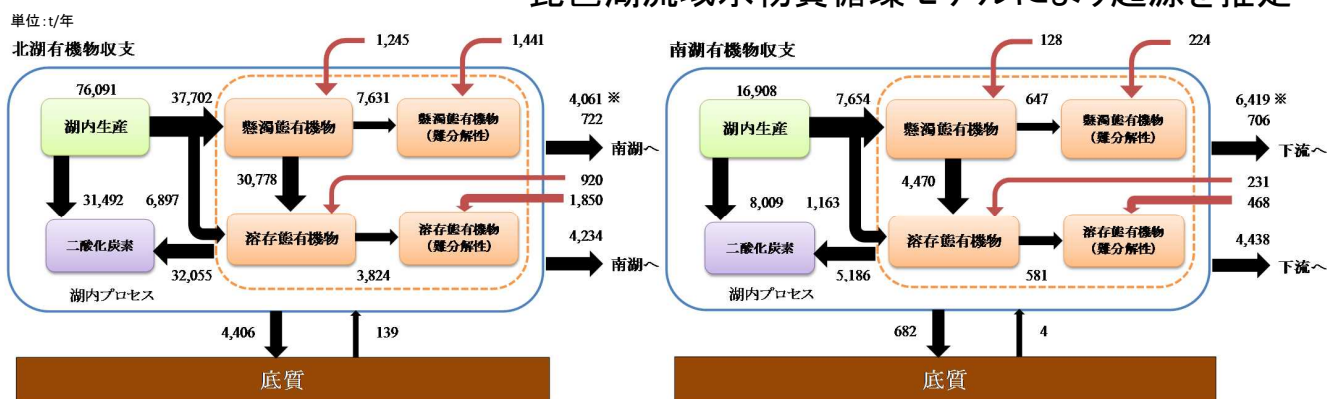 琵琶湖流域水物質循環モデルにより起源を推定
単位:t/年
北湖有機物収支
1,245
1,441
76,091
湖内生産
37,702
懸濁態有機物
7,631
懸濁態有機物
(難分解性)
4,061 ※
722
南湖へ
30,778
920
1,850
31,492
6,897
二酸化炭素
溶存態有機物
溶存態有機物
(難分解性)
4,234
南湖へ
32,055
3,824
湖内プロセス
4,406
139
底質
南湖有機物収支
128
224
16,908
湖内生産
7,654
懸濁態有機物
647
懸濁態有機物
(難分解性)
6,419 ※
706
下流へ
4,470
231
468
8,009
1,163
二酸化炭素
溶存態有機物
溶存態有機物
(難分解性)
4,438
下流へ
5,186
581
湖内プロセス
682
4
底質